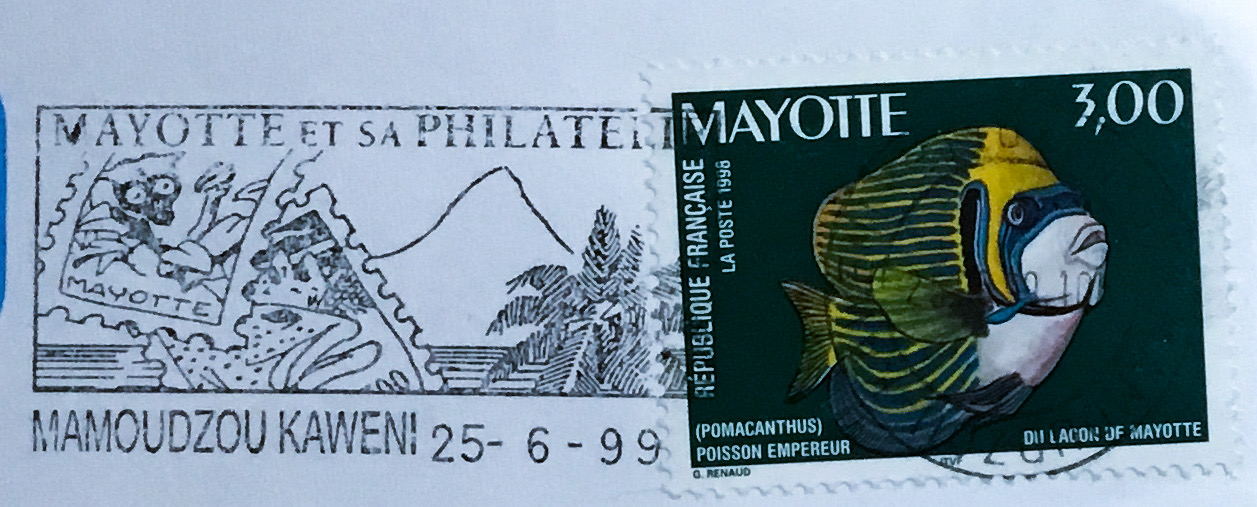 MAYOTTE ET SA PHILATELI
MAYOTTE
MAMOUDZOU KAWENI 25- 6 - 99
MAYOTTE 3,00
RÉPUBLIQUE FRANÇAISE
LA POSTE 1998
(POMACANTHUS)
POISSON EMPEREUR
DU LAGON DE MAYOTTE
G. RENAUD